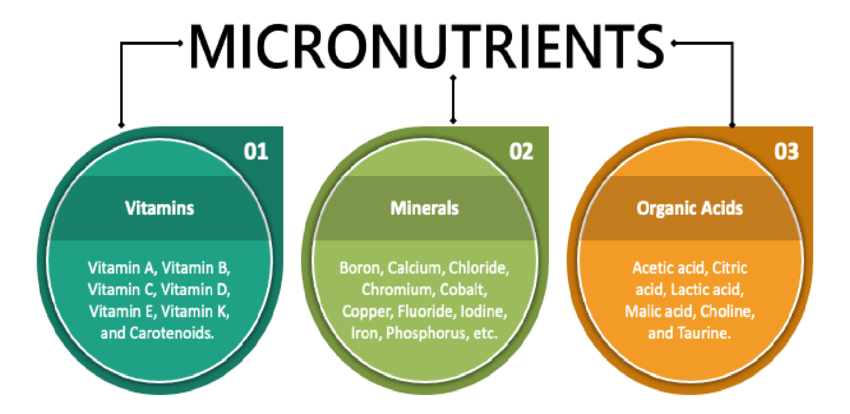 MICRONUTRIENTS
01
Vitamins
Vitamin A, Vitamin B,
Vitamin C, Vitamin D,
Vitamin E, Vitamin K,
and Carotenoids.
02
Minerals
Boron, Calcium, Chloride,
Chromium, Cobalt,
Copper, Fluoride, Iodine,
Iron, Phosphorus, etc.
03
Organic Acids
Acetic acid, Citric
acid, Lactic acid,
Malic acid, Choline,
and Taurine.